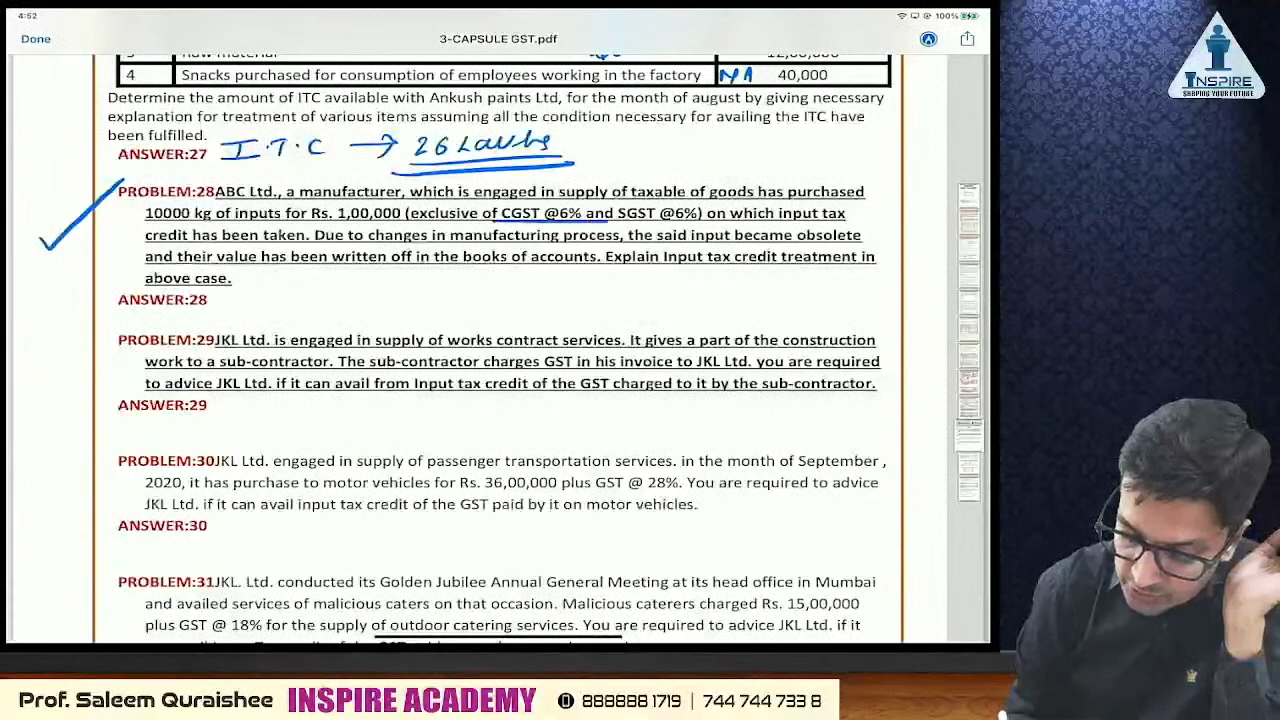 4:52
100%
Done
3-CAPSULE GST.pdf
3 Raw material 12,00,000
4 Snacks purchased for consumption of employees working in the factory NA 40,000
Determine the amount of ITC available with Ankush paints Ltd, for the month of august by giving necessary
explanation for treatment of various items assuming all the condition necessary for availing the ITC have
been fulfilled.
ANSWER:27 I.T.C → 26 Lakhs
PROBLEM:28ABC Ltd., a manufacturer, which is engaged in supply of taxable of goods has purchased
10000 kg of inputs for Rs. 1,00,000 (exclusive of CGST @6% and SGST @6%) on which input tax
credit has been taken. Due to changes in manufacturing process, the said input became obsolete
and their value has been written off in the books of accounts. Explain Input tax credit treatment in
above case.
ANSWER:28
PROBLEM:29JKL Ltd. is engaged in supply of works contract services. It gives a part of the construction
work to a sub-contractor. The sub-contractor charges GST in his invoice to JKL Ltd. you are required
to advice JKL Ltd. if it can avail from Input tax credit of the GST charged to it by the sub-contractor.
ANSWER:29
PROBLEM:30JKL Ltd. engaged in supply of passenger transportation services. in the month of September ,
2020, it has purchase to motor vehicles for Rs. 36,00,000 plus GST @ 28%. You are required to advice
JKL Ltd. if it can avail input tax credit of the GST paid by it on motor vehicles.
ANSWER:30
PROBLEM:31JKL. Ltd. conducted its Golden Jubilee Annual General Meeting at its head office in Mumbai
and availed services of malicious caters on that occasion. Malicious caterers charged Rs. 15,00,000
plus GST @ 18% for the supply of outdoor catering services. You are required to advice JKL Ltd. if it
INSPIRE
SHAPING YOUR FUTURE
Prof. Saleem Quraishee INSPIRE ACADEMY 888888 1719 | 744 744 733 8